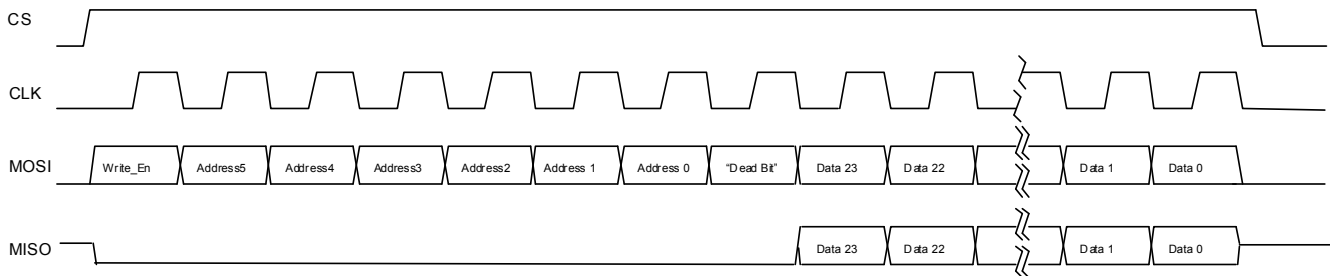 CS
CLK
MOSI Write_En Address5 Address4 Address3 Address2 Address 1 Address 0 "Dead Bit" Data 23 Data 22 Data 1 Data 0
MISO Data 23 Data 22 Data 1 Data 0